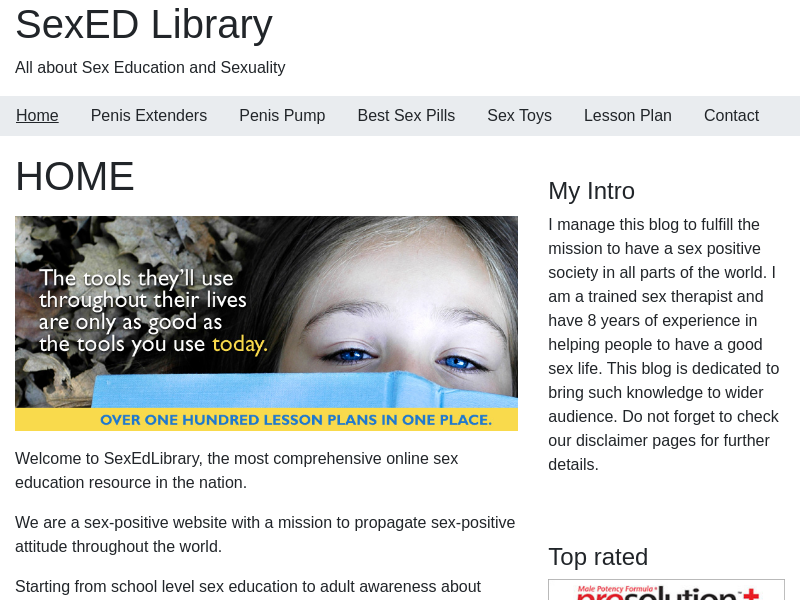 SexED Library
All about Sex Education and Sexuality
Home Penis Extenders Penis Pump Best Sex Pills Sex Toys Lesson Plan Contact
HOME
The tools they'll use
throughout their lives
are only as good as
the tools you use today.
OVER ONE HUNDRED LESSON PLANS IN ONE PLACE.
Welcome to SexEdLibrary, the most comprehensive online sex
education resource in the nation.
We are a sex-positive website with a mission to propagate sex-positive
attitude throughout the world.
Starting from school level sex education to adult awareness about
My Intro
I manage this blog to fulfill the
mission to have a sex positive
society in all parts of the world. I
am a trained sex therapist and
have 8 years of experience in
helping people to have a good
sex life. This blog is dedicated to
bring such knowledge to wider
audience. Do not forget to check
our disclaimer pages for further
details.
Top rated
Male Potency Formula
prosolution+